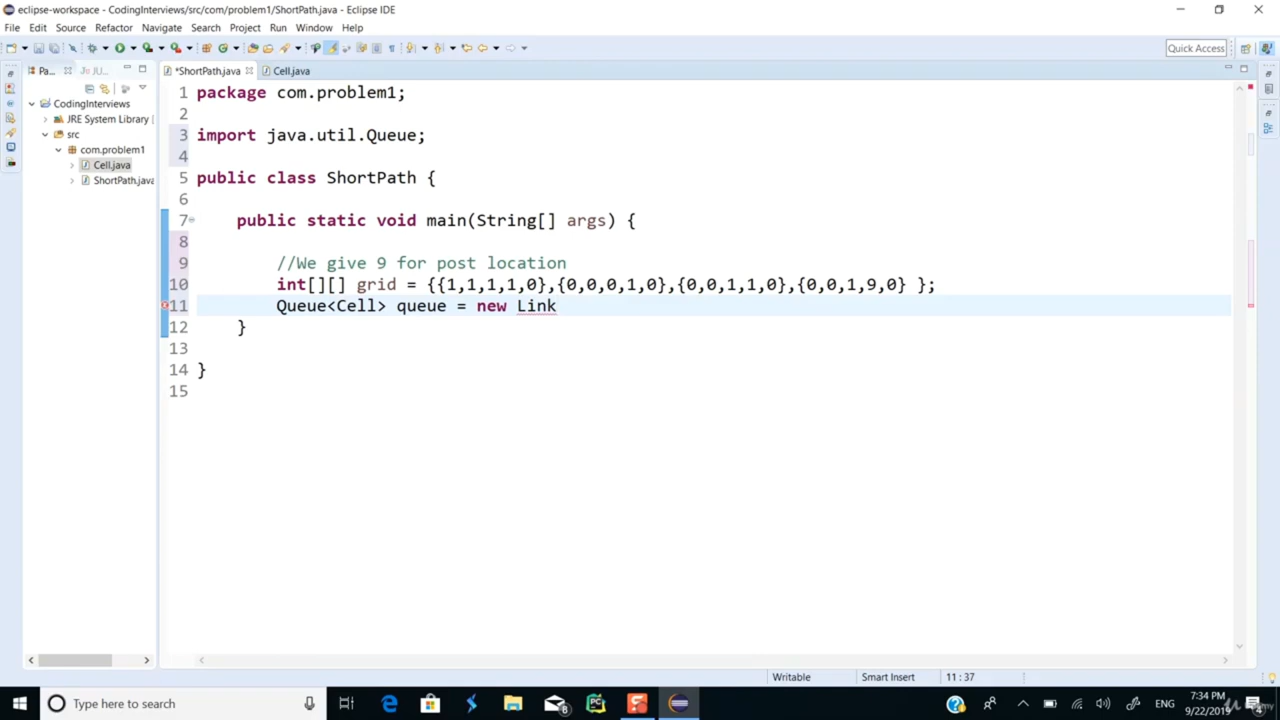 eclipse-workspace - CodingInterviews/src/com/problem1/ShortPath.java - Eclipse IDE
File Edit Source Refactor Navigate Search Project Run Window Help
Quick Access
Pa... JU...
*ShortPath.java Cell.java
CodingInterviews
JRE System Library
src
com.problem1
Cell.java
ShortPath.java
1 package com.problem1;
2
3 import java.util.Queue;
4
5 public class ShortPath {
6
7 public static void main(String[] args) {
8
9 //We give 9 for post location
10 int[][] grid = {{1,1,1,1,0},{0,0,0,1,0},{0,0,1,1,0},{0,0,1,9,0} };
11 Queue<Cell> queue = new Link
12 }
13
14 }
15
Writable Smart Insert 11 : 37
Type here to search
ENG
7:34 PM
9/22/2019